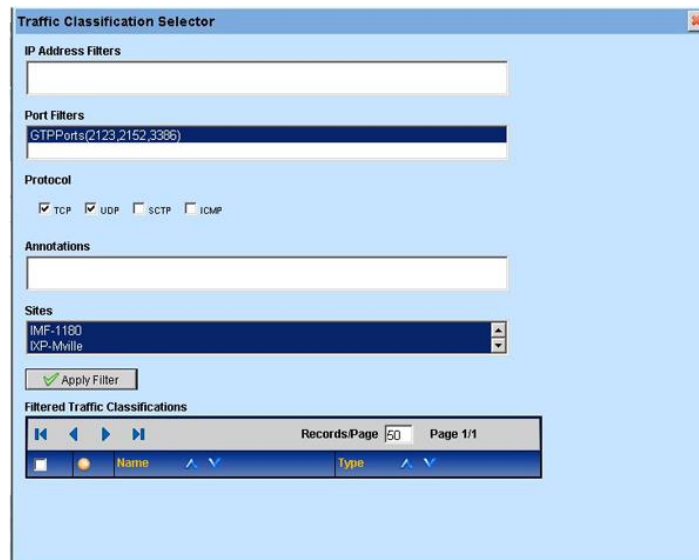 Traffic Classification Selector
IP Address Filters
Port Filters
GTPPorts(2123,2152,3386)
Protocol
TCP UDP SCTP ICMP
Annotations
Sites
IMF-1180
IXP-Mville
Apply Filter
Filtered Traffic Classifications
Records/Page 50 Page 1/1
Name Type